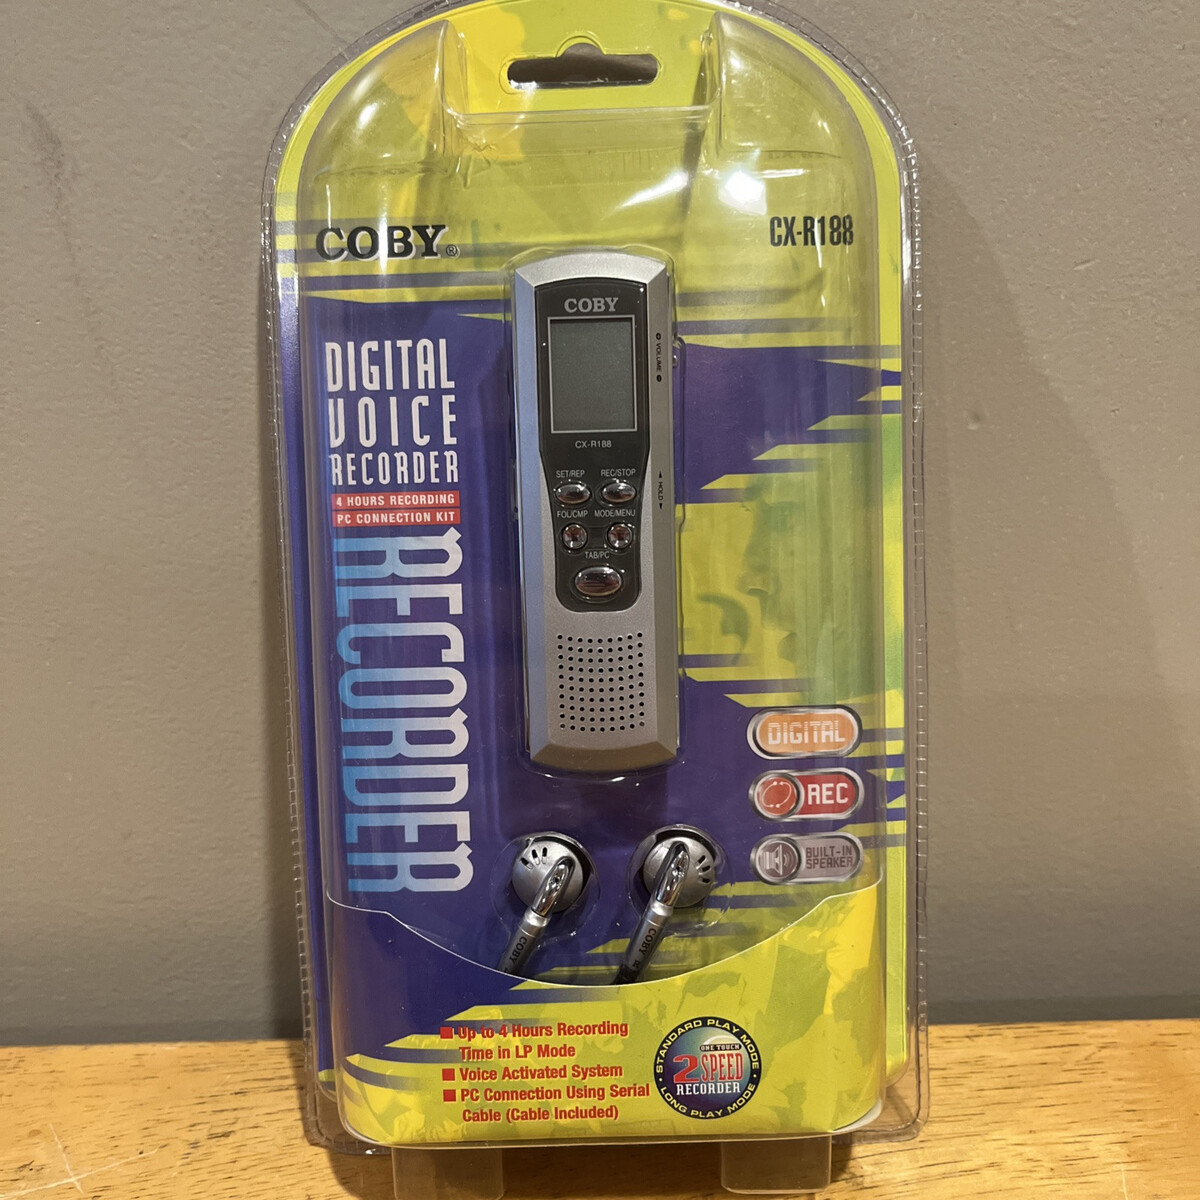 COBY®
CX-R188
DIGITAL
VOICE
RECORDER
4 HOURS RECORDING
PC CONNECTION KIT
RECORDER
RECORDER
COBY
VOLUME
CX-R188
SET/REP REC/STOP
◄ HOLD ►
FOL/CMP MODE/MENU
TAB/PC
DIGITAL
REC
BUILT-IN
SPEAKER
COBY
COBY
■ Up to 4 Hours Recording
Time in LP Mode
■ Voice Activated System
■ PC Connection Using Serial
Cable (Cable Included)
• STANDARD PLAY MODE •
ONE TOUCH
2 SPEED
RECORDER
LONG PLAY MODE